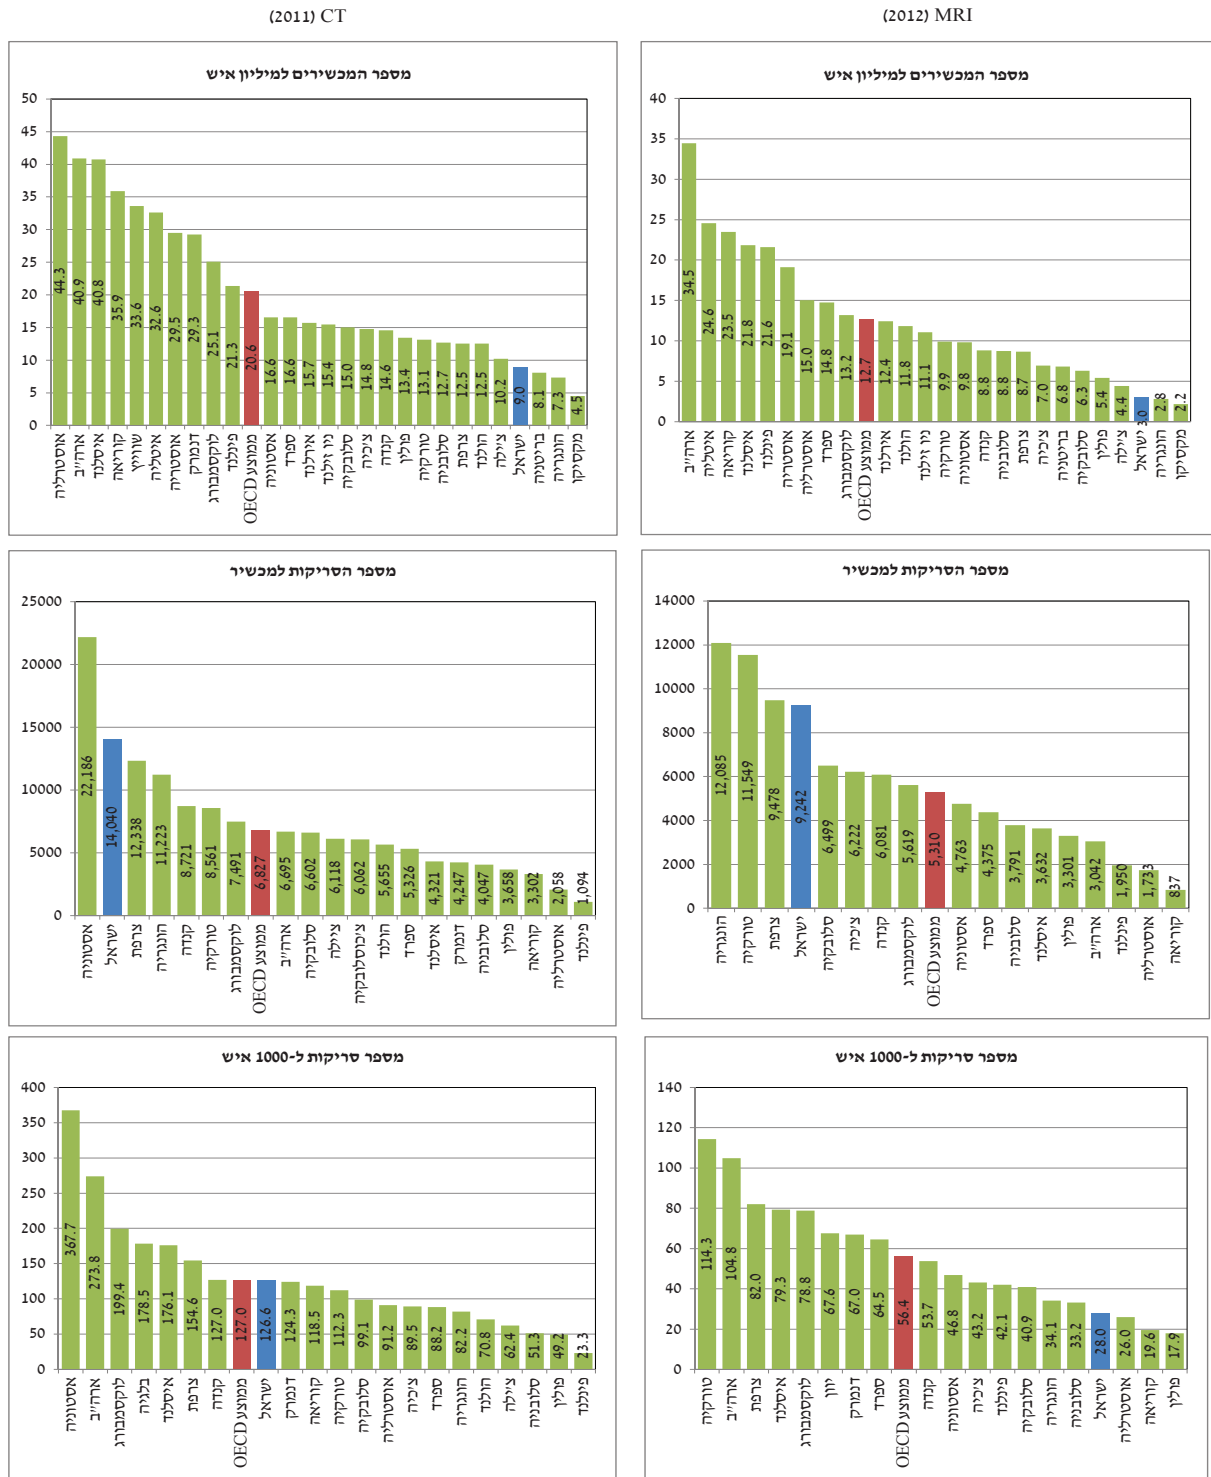 (2011) CT
מספר המכשירים למיליון איש
50
45
40
35
30
25
20
15
10
5
0
44.3
40.9
40.8
35.9
33.6
32.6
29.5
29.3
25.1
21.3
20.6
16.6
16.6
15.7
15.4
15.0
14.8
14.6
13.4
13.1
12.7
12.5
12.5
10.2
9.0
8.1
7.3
4.5
אוסטרליה
ארה״ב
איסלנד
קוריאה
שוויץ
איטליה
אוסטריה
דנמרק
לוקסמבורג
פינלנד
ממוצע OECD
אסטוניה
ספרד
אירלנד
ניו זילנד
סלובקיה
צ'כיה
קנדה
פולין
טורקיה
סלובניה
צרפת
הולנד
צ'ילה
ישראל
בריטניה
הונגריה
מקסיקו
(2012) MRI
מספר המכשירים למיליון איש
40
35
30
25
20
15
10
5
0
34.5
24.6
23.5
21.8
21.6
19.1
15.0
14.8
13.2
12.7
12.4
11.8
11.1
9.9
9.8
8.8
8.8
8.7
7.0
6.8
6.3
5.4
4.4
3.0
2.8
2.2
ארה״ב
איטליה
קוריאה
איסלנד
פינלנד
אוסטריה
אוסטרליה
ספרד
לוקסמבורג
ממוצע OECD
אירלנד
הולנד
ניו זילנד
טורקיה
אסטוניה
קנדה
סלובניה
צרפת
צ'כיה
בריטניה
סלובקיה
פולין
צ'ילה
ישראל
הונגריה
מקסיקו
מספר הסריקות למכשיר
25000
20000
15000
10000
5000
0
22,186
14,040
12,338
11,223
8,721
8,561
7,491
6,827
6,695
6,602
6,118
6,062
5,655
5,326
4,321
4,247
4,047
3,658
3,302
2,058
1,094
אסטוניה
ישראל
צרפת
הונגריה
קנדה
טורקיה
לוקסמבורג
ממוצע OECD
ארה״ב
סלובקיה
צ'ילה
ציכוסלובקיה
הולנד
ספרד
איסלנד
דנמרק
סלובניה
פולין
קוריאה
אוסטרליה
פינלנד
מספר הסריקות למכשיר
14000
12000
10000
8000
6000
4000
2000
0
12,085
11,549
9,478
9,242
6,499
6,222
6,081
5,619
5,310
4,763
4,375
3,791
3,632
3,301
3,042
1,950
1,733
837
הונגריה
טורקיה
צרפת
ישראל
סלובקיה
צ'כיה
קנדה
לוקסמבורג
ממוצע OECD
אסטוניה
ספרד
סלובניה
איסלנד
פולין
ארה״ב
פינלנד
אוסטרליה
קוריאה
מספר סריקות ל-1000 איש
400
350
300
250
200
150
100
50
0
367.7
273.8
199.4
178.5
176.1
154.6
127.0
127.0
126.6
124.3
118.5
112.3
99.1
91.2
89.5
88.2
82.2
70.8
62.4
51.3
49.2
23.3
אסטוניה
ארה״ב
לוקסמבורג
בלגיה
איסלנד
צרפת
קנדה
ממוצע OECD
ישראל
דנמרק
קוריאה
טורקיה
סלובקיה
אוסטרליה
צ'כיה
ספרד
הונגריה
הולנד
צ'ילה
סלובניה
פולין
פינלנד
מספר סריקות ל-1000 איש
140
120
100
80
60
40
20
0
114.3
104.8
82.0
79.3
78.8
67.6
67.0
64.5
56.4
53.7
46.8
43.2
42.1
40.9
34.1
33.2
28.0
26.0
19.6
17.9
טורקיה
ארה״ב
צרפת
איסלנד
לוקסמבורג
יוון
דנמרק
ספרד
ממוצע OECD
קנדה
אסטוניה
צ'כיה
פינלנד
סלובקיה
הונגריה
סלובניה
ישראל
אוסטרליה
קוריאה
פולין